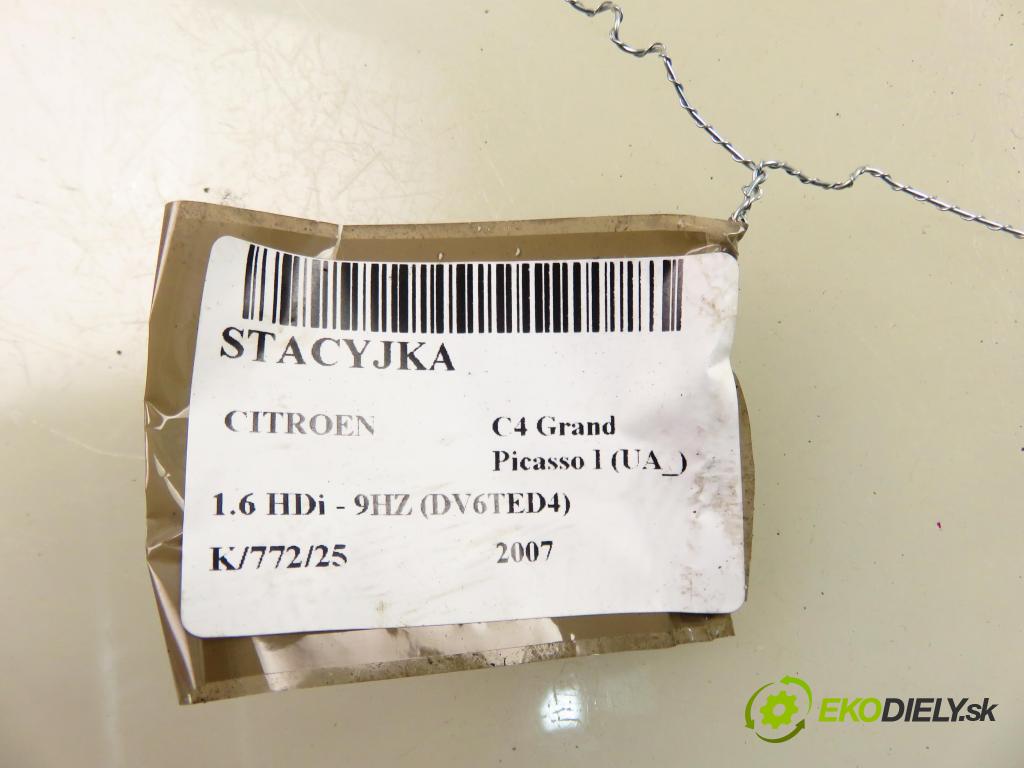 STACYJKA
CITROEN
C4 Grand
Picasso I (UA_)
1.6 HDi - 9HZ (DV6TED4)
K/772/25
2007
EKODIELY.sk